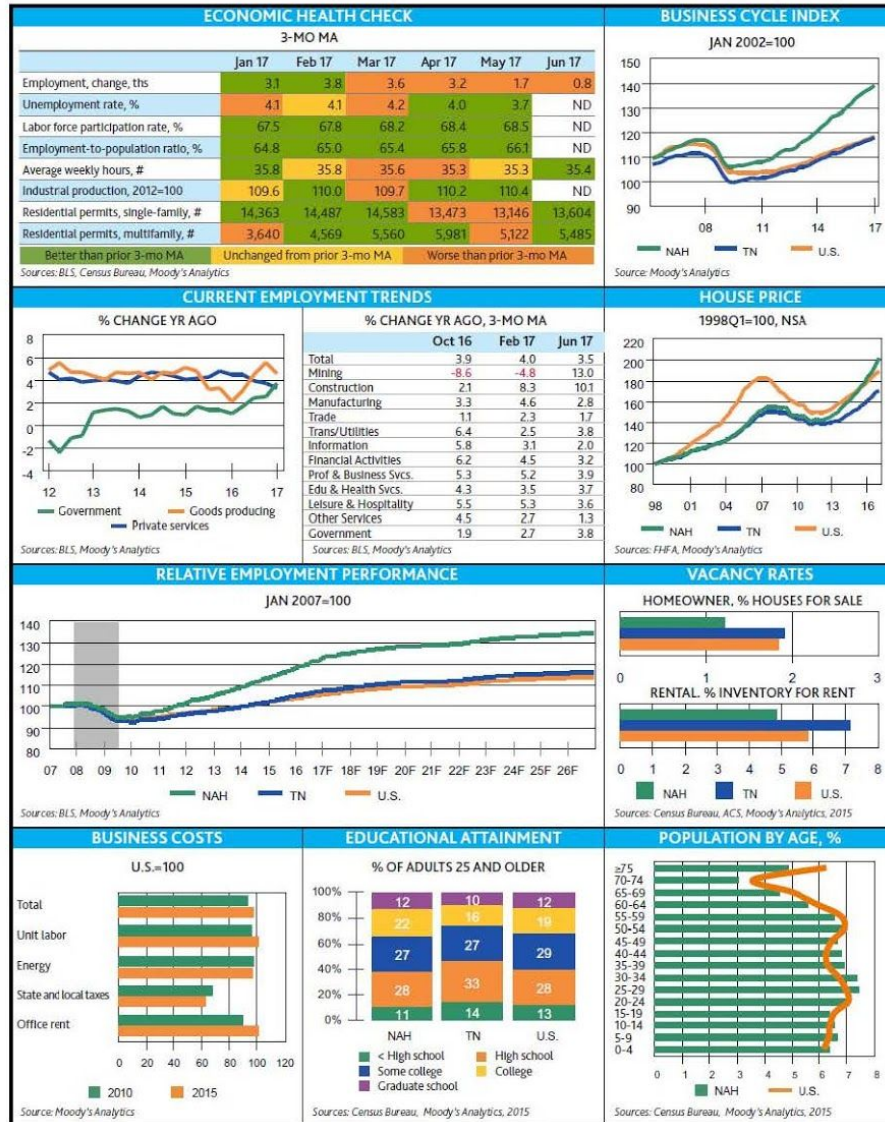 ECONOMIC HEALTH CHECK
3-MO MA
Jan 17 Feb 17 Mar 17 Apr 17 May 17 Jun 17
Employment, change, ths 3.1 3.8 3.6 3.2 1.7 0.8
Unemployment rate, % 4.1 4.1 4.2 4.0 3.7 ND
Labor force participation rate, % 67.5 67.8 68.2 68.4 68.5 ND
Employment-to-population ratio, % 64.8 65.0 65.4 65.8 66.1 ND
Average weekly hours, # 35.8 35.8 35.6 35.3 35.3 35.4
Industrial production, 2012=100 109.6 110.0 109.7 110.2 110.4 ND
Residential permits, single-family, # 14,363 14,487 14,583 13,473 13,146 13,604
Residential permits, multifamily, # 3,640 4,569 5,560 5,981 5,122 5,485
Better than prior 3-mo MA Unchanged from prior 3-mo MA Worse than prior 3-mo MA
Sources: BLS, Census Bureau, Moody's Analytics
BUSINESS CYCLE INDEX
JAN 2002=100
150
140
130
120
110
100
90
08 11 14 17
NAH TN U.S.
Source: Moody's Analytics
CURRENT EMPLOYMENT TRENDS
% CHANGE YR AGO
8
6
4
2
0
-2
-4
12 13 14 15 16 17
Government Goods producing
Private services
Sources: BLS, Moody's Analytics
% CHANGE YR AGO, 3-MO MA
Oct 16 Feb 17 Jun 17
Total 3.9 4.0 3.5
Mining -8.6 -4.8 13.0
Construction 2.1 8.3 10.1
Manufacturing 3.3 4.6 2.8
Trade 1.1 2.3 1.7
Trans/Utilities 6.4 2.5 3.8
Information 5.8 3.1 2.0
Financial Activities 6.2 4.5 3.2
Prof & Business Svcs. 5.3 5.2 3.9
Edu & Health Svcs. 4.3 3.5 3.7
Leisure & Hospitality 5.5 5.3 3.6
Other Services 4.5 2.7 1.3
Government 1.9 2.7 3.8
Sources: BLS, Moody's Analytics
HOUSE PRICE
1998Q1=100, NSA
220
200
180
160
140
120
100
80
98 01 04 07 10 13 16
NAH TN U.S.
Sources: FHFA, Moody's Analytics
RELATIVE EMPLOYMENT PERFORMANCE
JAN 2007=100
140
130
120
110
100
90
80
07 08 09 10 11 12 13 14 15 16 17F 18F 19F 20F 21F 22F 23F 24F 25F 26F
NAH TN U.S.
Sources: BLS, Moody's Analytics
VACANCY RATES
HOMEOWNER, % HOUSES FOR SALE
0 1 2 3
RENTAL. % INVENTORY FOR RENT
0 1 2 3 4 5 6 7 8
NAH TN U.S.
Sources: Census Bureau, ACS, Moody's Analytics, 2015
BUSINESS COSTS
U.S.=100
Total
Unit labor
Energy
State and local taxes
Office rent
0 20 40 60 80 100 120
2010 2015
Source: Moody's Analytics
EDUCATIONAL ATTAINMENT
% OF ADULTS 25 AND OLDER
100% 12 10 12
80% 22 16 19
60% 27 27 29
40% 28 33 28
20%
0% 11 14 13
NAH TN U.S.
< High school High school
Some college College
Graduate school
Sources: Census Bureau, Moody's Analytics, 2015
POPULATION BY AGE, %
≥75
70-74
65-69
60-64
55-59
50-54
45-49
40-44
35-39
30-34
25-29
20-24
15-19
10-14
5-9
0-4
0 1 2 3 4 5 6 7 8
NAH U.S.
Sources: Census Bureau, Moody's Analytics, 2015